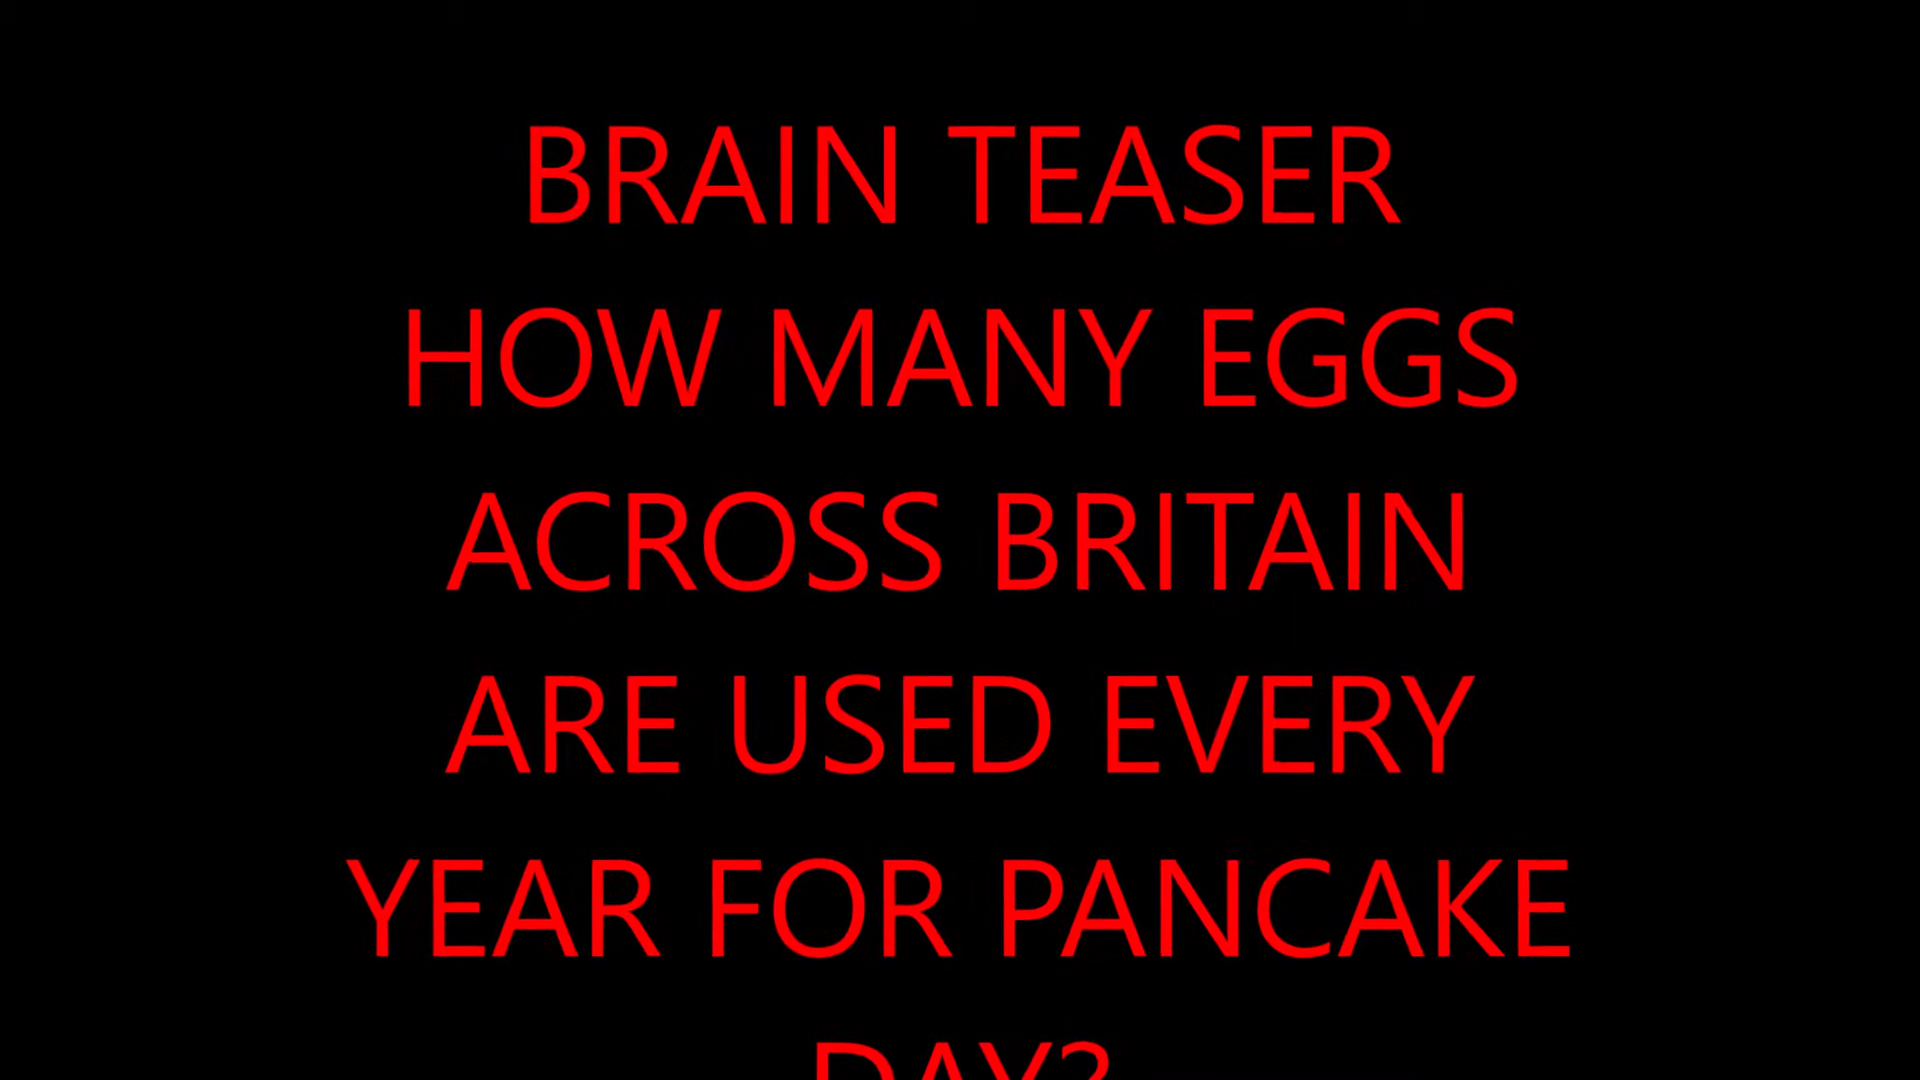 BRAIN TEASER
HOW MANY EGGS
ACROSS BRITAIN
ARE USED EVERY
YEAR FOR PANCAKE
DAY?